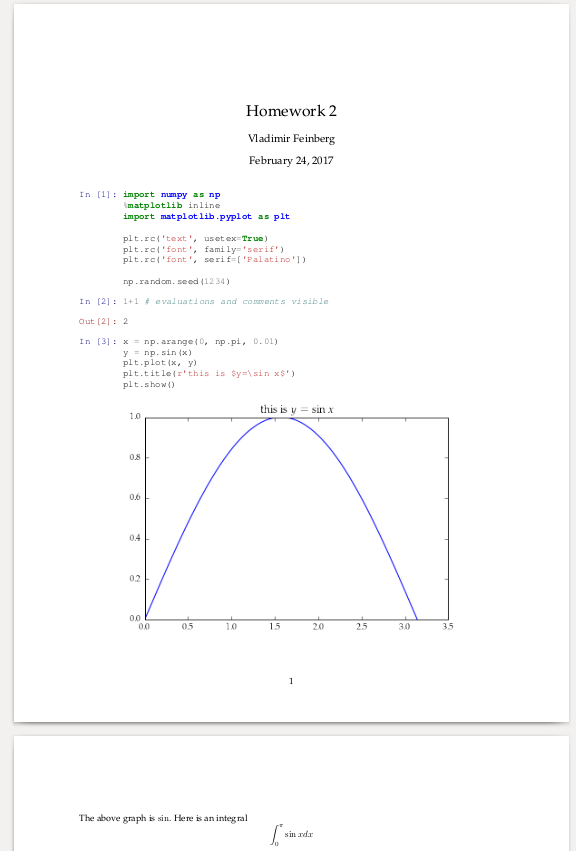 Homework 2
Vladimir Feinberg
February 24, 2017
In [1]: import numpy as np
%matplotlib inline
import matplotlib.pyplot as plt
plt.rc('text', usetex=True)
plt.rc('font', family='serif')
plt.rc('font', serif=['Palatino'])
np.random.seed(1234)
In [2]: 1+1 # evaluations and comments visible
Out[2]: 2
In [3]: x = np.arange(0, np.pi, 0.01)
y = np.sin(x)
plt.plot(x, y)
plt.title(r'this is $y=\sin x$')
plt.show()
this is y = sin x
1.0
0.8
0.6
0.4
0.2
0.0
0.0 0.5 1.0 1.5 2.0 2.5 3.0 3.5
1
The above graph is sin. Here is an integral
∫₀^π sin xdx